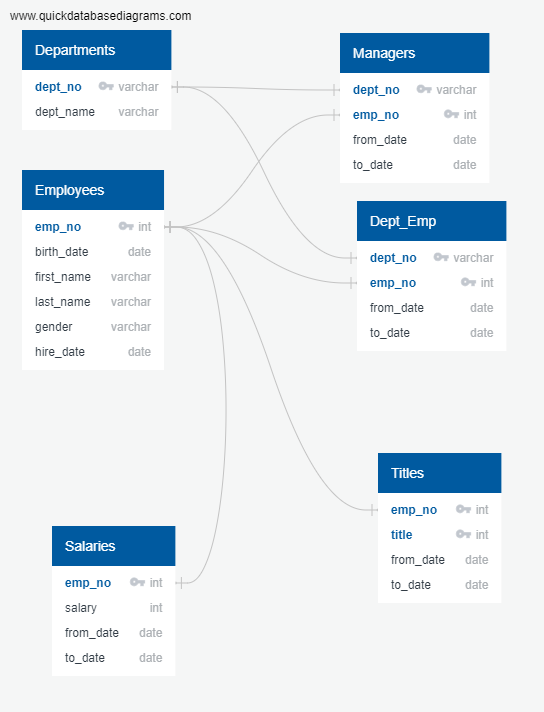 www.quickdatabasediagrams.com
Departments
dept_no varchar
dept_name varchar
Managers
dept_no varchar
emp_no int
from_date date
to_date date
Employees
emp_no int
birth_date date
first_name varchar
last_name varchar
gender varchar
hire_date date
Dept_Emp
dept_no varchar
emp_no int
from_date date
to_date date
Titles
emp_no int
title int
from_date date
to_date date
Salaries
emp_no int
salary int
from_date date
to_date date